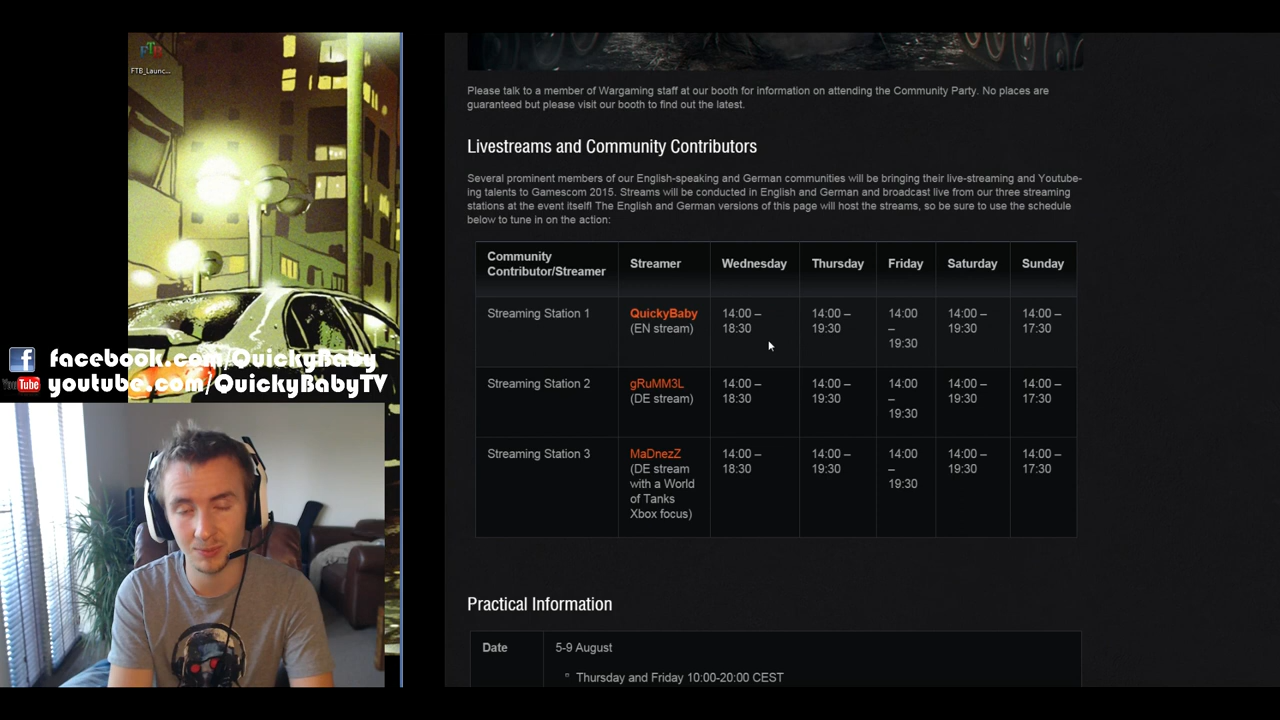 FTB
FTB_Launc...
facebook.com/QuickyBaby
YouTube youtube.com/QuickyBabyTV
Please talk to a member of Wargaming staff at our booth for information on attending the Community Party. No places are
guaranteed but please visit our booth to find out the latest.
Livestreams and Community Contributors
Several prominent members of our English-speaking and German communities will be bringing their live-streaming and Youtube-
ing talents to Gamescom 2015. Streams will be conducted in English and German and broadcast live from our three streaming
stations at the event itself! The English and German versions of this page will host the streams, so be sure to use the schedule
below to tune in on the action:
Community
Contributor/Streamer
Streamer
Wednesday
Thursday
Friday
Saturday
Sunday
Streaming Station 1
QuickyBaby
(EN stream)
14:00 –
18:30
14:00 –
19:30
14:00
–
19:30
14:00 –
19:30
14:00 –
17:30
Streaming Station 2
gRuMM3L
(DE stream)
14:00 –
18:30
14:00 –
19:30
14:00
–
19:30
14:00 –
19:30
14:00 –
17:30
Streaming Station 3
MaDnezZ
(DE stream
with a World
of Tanks
Xbox focus)
14:00 –
18:30
14:00 –
19:30
14:00
–
19:30
14:00 –
19:30
14:00 –
17:30
Practical Information
Date
5-9 August
Thursday and Friday 10:00-20:00 CEST